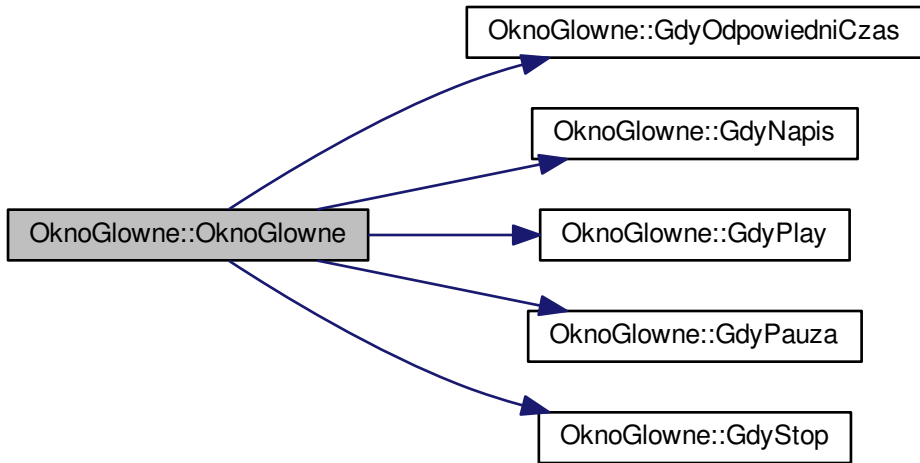 OknoGlowne::GdyOdpowiedniCzas
OknoGlowne::GdyNapis
OknoGlowne::OknoGlowne
OknoGlowne::GdyPlay
OknoGlowne::GdyPauza
OknoGlowne::GdyStop